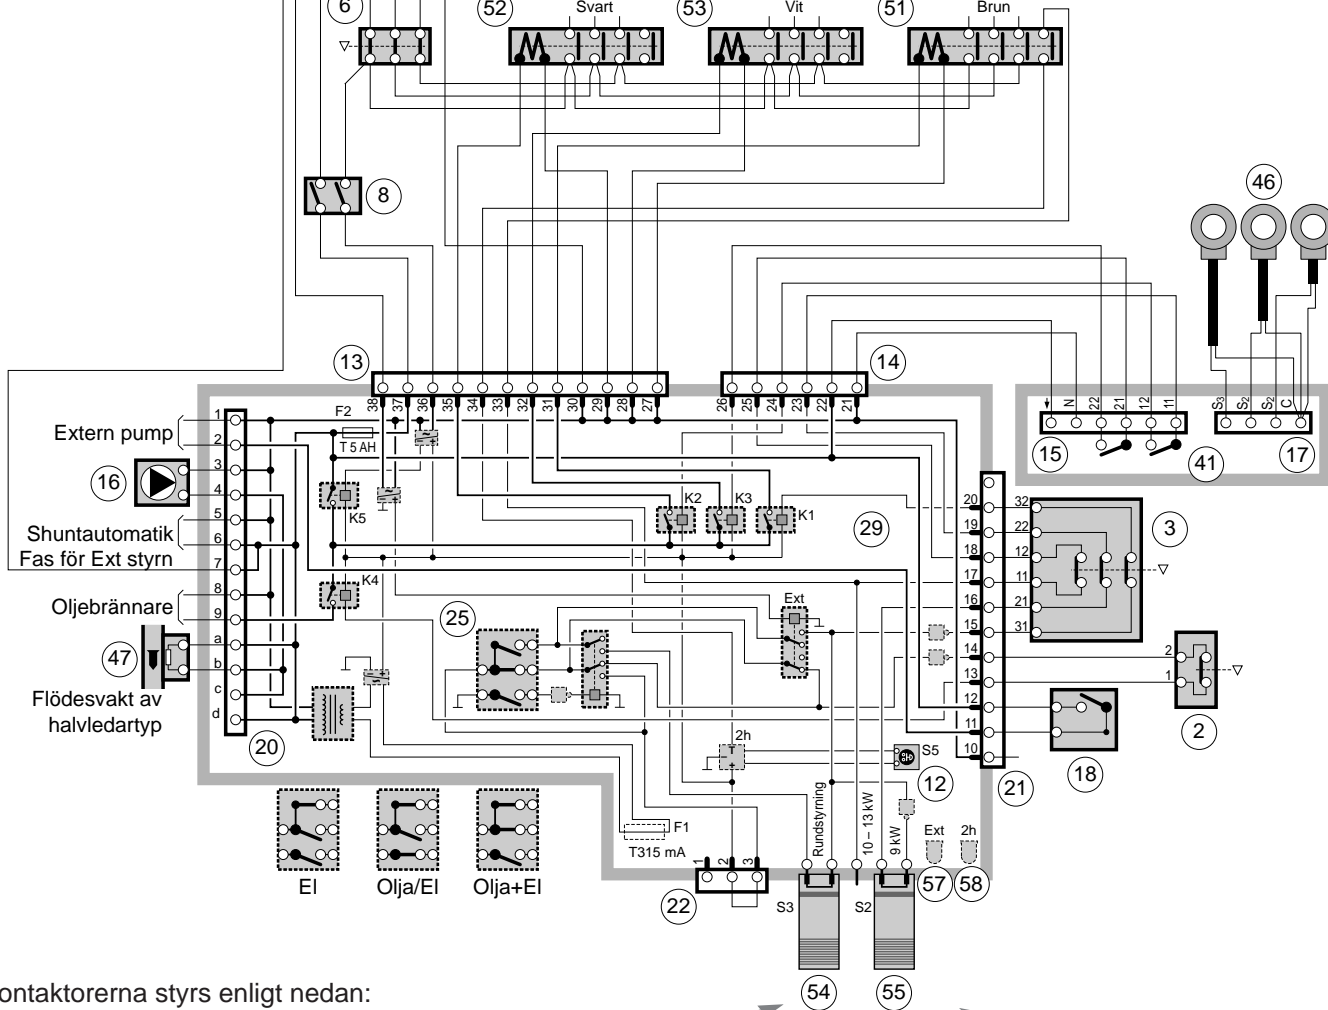 6
52
Svart
53
Vit
51
Brun
8
46
13
14
38
37
36
35
34
33
32
31
30
29
28
27
26
25
24
23
22
21
N
22
21
12
11
S3
S2
S2
C
15
41
17
1
2
3
4
5
6
7
8
9
a
b
c
d
Extern pump
16
Shuntautomatik
Fas för Ext styrn
Oljebrännare
47
Flödesvakt av
halvledartyp
20
F2
T 5 AH
K5
K4
K2
K3
K1
29
25
Ext
2h
S5
12
20
19
18
17
16
15
14
13
12
11
10
21
32
22
12
11
21
31
3
2
1
2
18
El
Olja/El
Olja+El
F1
T315 mA
1
2
3
22
Rundstyrning
10 – 13 kW
9 kW
Ext
2h
57
58
S3
S2
54
55
ontaktorerna styrs enligt nedan: